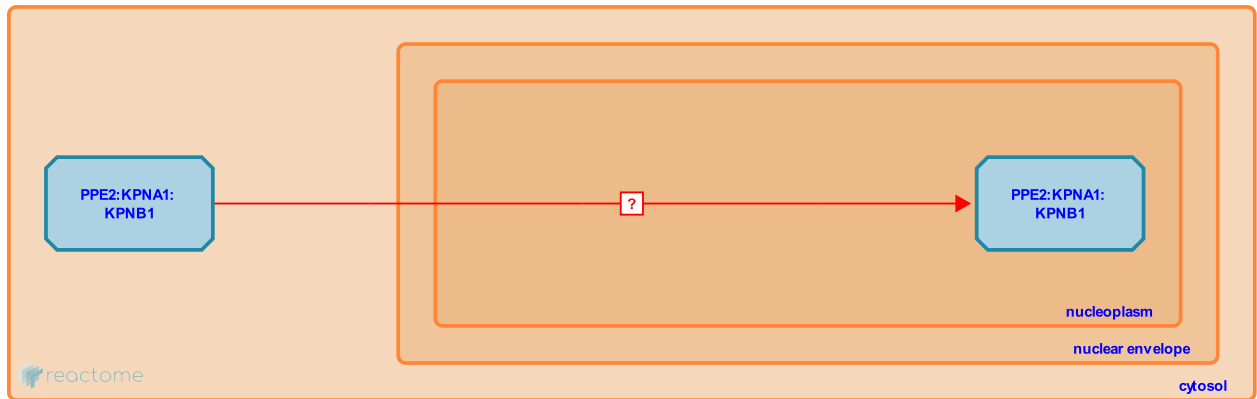 PPE2:KPNA1:
KPNB1
?
PPE2:KPNA1:
KPNB1
nucleoplasm
nuclear envelope
reactome
cytosol